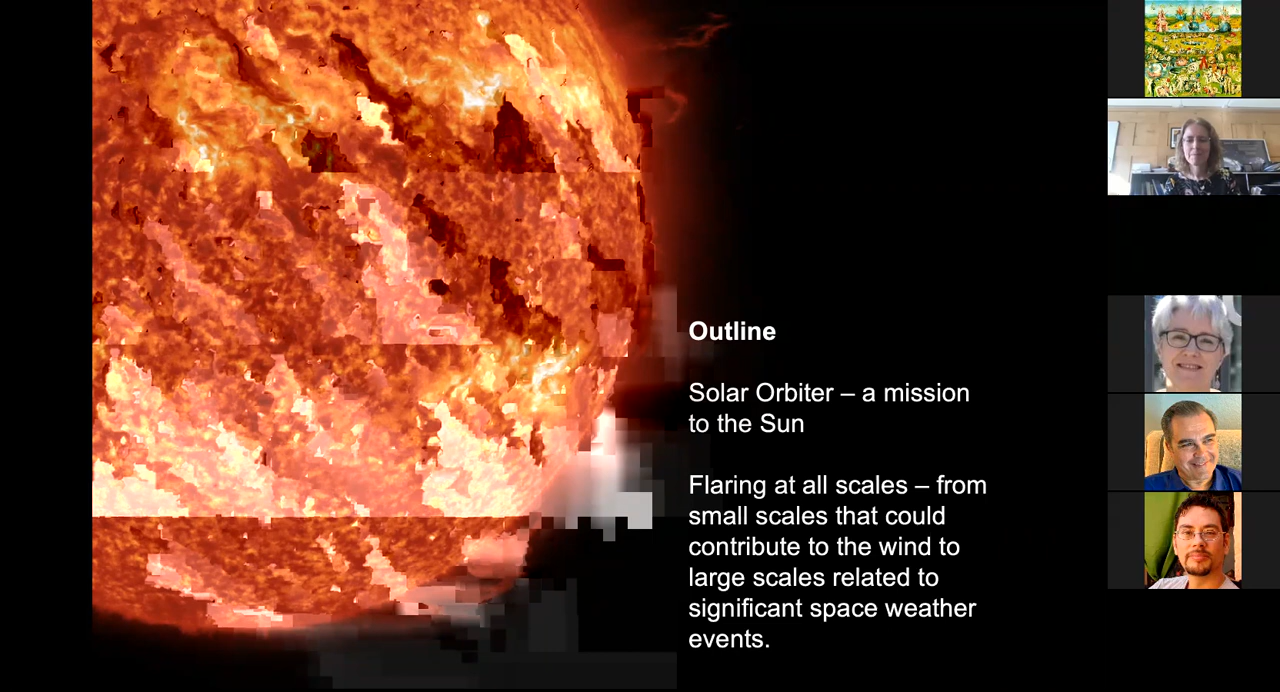 Outline
Solar Orbiter – a mission
to the Sun
Flaring at all scales – from
small scales that could
contribute to the wind to
large scales related to
significant space weather
events.